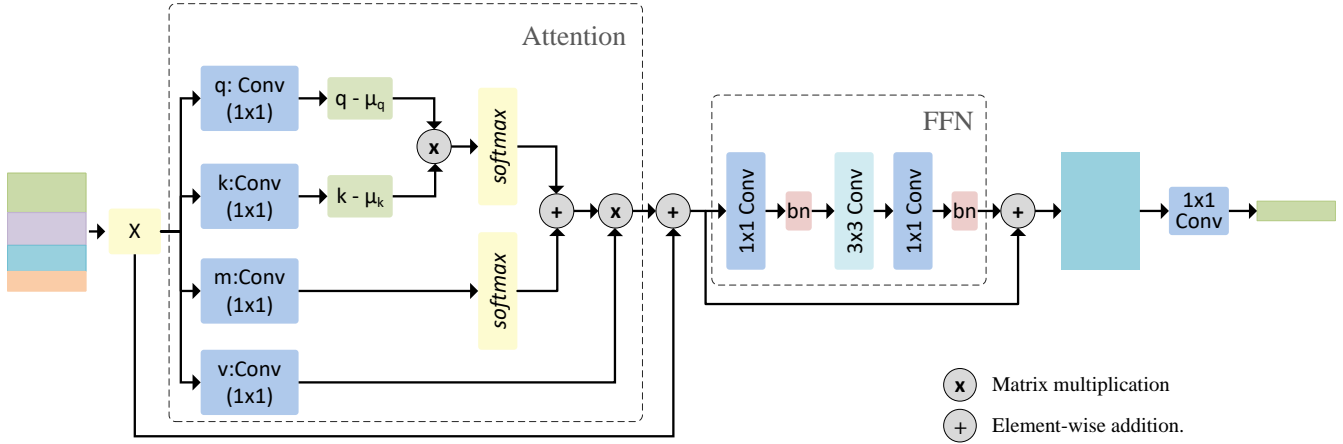 Attention
q: Conv
(1x1)
q - μq
x
softmax
k:Conv
(1x1)
k - μk
X
+
x
+
m:Conv
(1x1)
softmax
v:Conv
(1x1)
FFN
1x1 Conv
bn
3x3 Conv
1x1 Conv
bn
+
1x1
Conv
x Matrix multiplication
+ Element-wise addition.